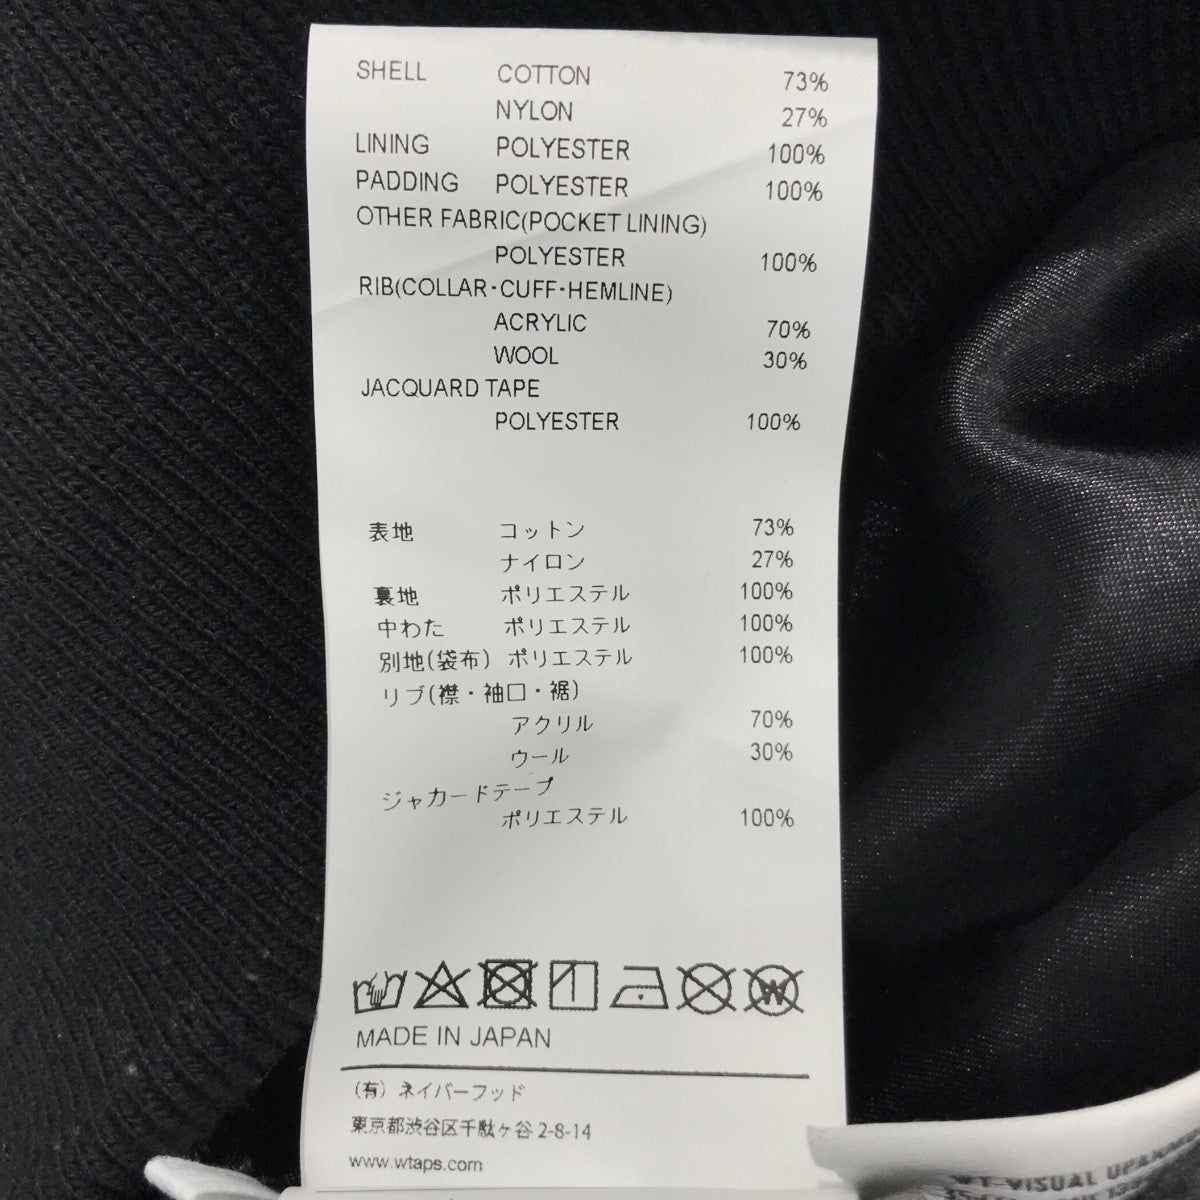 SHELL COTTON 73%
NYLON 27%
LINING POLYESTER 100%
PADDING POLYESTER 100%
OTHER FABRIC(POCKET LINING)
POLYESTER 100%
RIB(COLLAR・CUFF・HEMLINE)
ACRYLIC 70%
WOOL 30%
JACQUARD TAPE
POLYESTER 100%
表地 コットン 73%
ナイロン 27%
裏地 ポリエステル 100%
中わた ポリエステル 100%
別地(袋布) ポリエステル 100%
リブ(襟・袖口・裾)
アクリル 70%
ウール 30%
ジャカードテープ
ポリエステル 100%
MADE IN JAPAN
(有) ネイバーフッド
東京都渋谷区千駄ヶ谷 2-8-14
www.wtaps.com
VISUAL